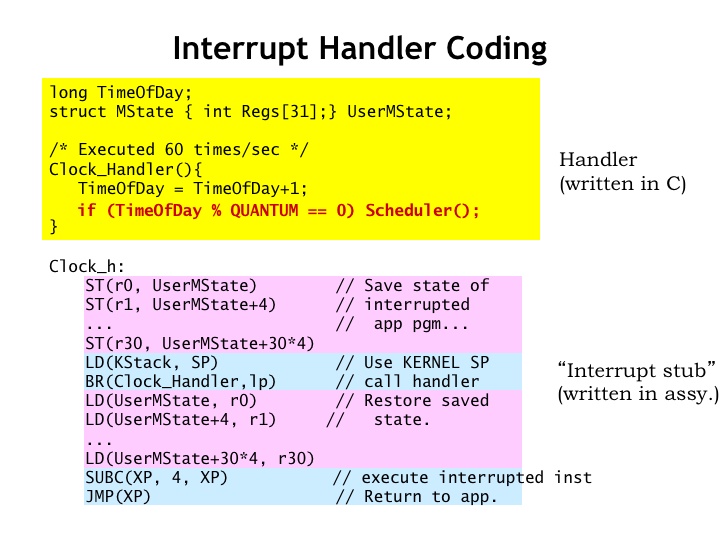 Interrupt Handler Coding
long TimeOfDay;
struct MState { int Regs[31];} UserMState;
/* Executed 60 times/sec */
Clock_Handler(){
TimeOfDay = TimeOfDay+1;
if (TimeOfDay % QUANTUM == 0) Scheduler();
}
Handler
(written in C)
Clock_h:
ST(r0, UserMState) // Save state of
ST(r1, UserMState+4) // interrupted
... // app pgm...
ST(r30, UserMState+30*4)
LD(KStack, SP) // Use KERNEL SP
BR(Clock_Handler,lp) // call handler
LD(UserMState, r0) // Restore saved
LD(UserMState+4, r1) // state.
...
LD(UserMState+30*4, r30)
SUBC(XP, 4, XP) // execute interrupted inst
JMP(XP) // Return to app.
“Interrupt stub”
(written in assy.)